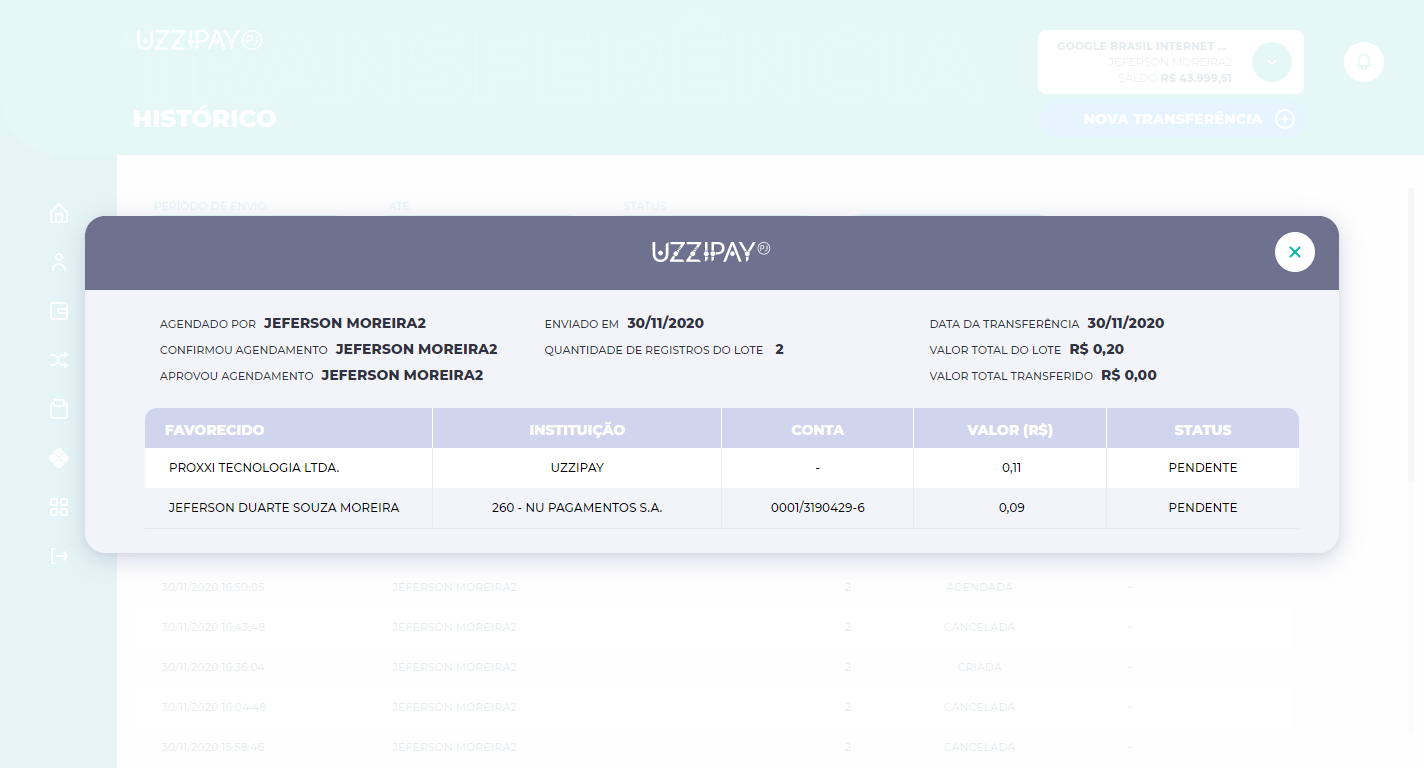 UZZIPAY PJ
GOOGLE BRASIL INTERNET ...
JEFERSON MOREIRA2
SALDO R$ 43.999,51
HISTÓRICO
NOVA TRANSFERÊNCIA
PERÍODO DE ENVIO ATÉ STATUS
UZZIPAY PJ
AGENDADO POR JEFERSON MOREIRA2 ENVIADO EM 30/11/2020 DATA DA TRANSFERÊNCIA 30/11/2020
CONFIRMOU AGENDAMENTO JEFERSON MOREIRA2 QUANTIDADE DE REGISTROS DO LOTE 2 VALOR TOTAL DO LOTE R$ 0,20
APROVOU AGENDAMENTO JEFERSON MOREIRA2 VALOR TOTAL TRANSFERIDO R$ 0,00
FAVORECIDO INSTITUIÇÃO CONTA VALOR (R$) STATUS
PROXXI TECNOLOGIA LTDA. UZZIPAY - 0,11 PENDENTE
JEFERSON DUARTE SOUZA MOREIRA 260 - NU PAGAMENTOS S.A. 0001/3190429-6 0,09 PENDENTE
30/11/2020 16:50:05 JEFERSON MOREIRA2 2 AGENDADA -
30/11/2020 16:43:48 JEFERSON MOREIRA2 2 CANCELADA -
30/11/2020 16:36:04 JEFERSON MOREIRA2 2 CRIADA -
30/11/2020 16:04:48 JEFERSON MOREIRA2 2 CANCELADA -
30/11/2020 15:58:46 JEFERSON MOREIRA2 2 CANCELADA -